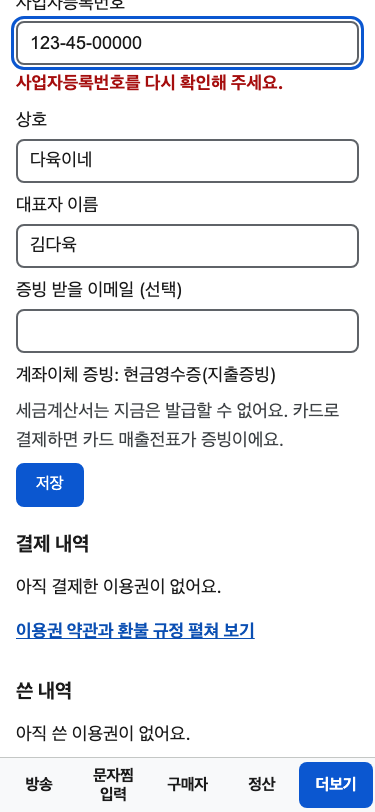 사업자등록번호
123-45-00000
사업자등록번호를 다시 확인해 주세요.
상호
다육이네
대표자 이름
김다육
증빙 받을 이메일 (선택)
계좌이체 증빙: 현금영수증(지출증빙)
세금계산서는 지금은 발급할 수 없어요. 카드로
결제하면 카드 매출전표가 증빙이에요.
저장
결제 내역
아직 결제한 이용권이 없어요.
이용권 약관과 환불 규정 펼쳐 보기
쓴 내역
아직 쓴 이용권이 없어요.
방송
문자찜
입력
구매자
정산
더보기